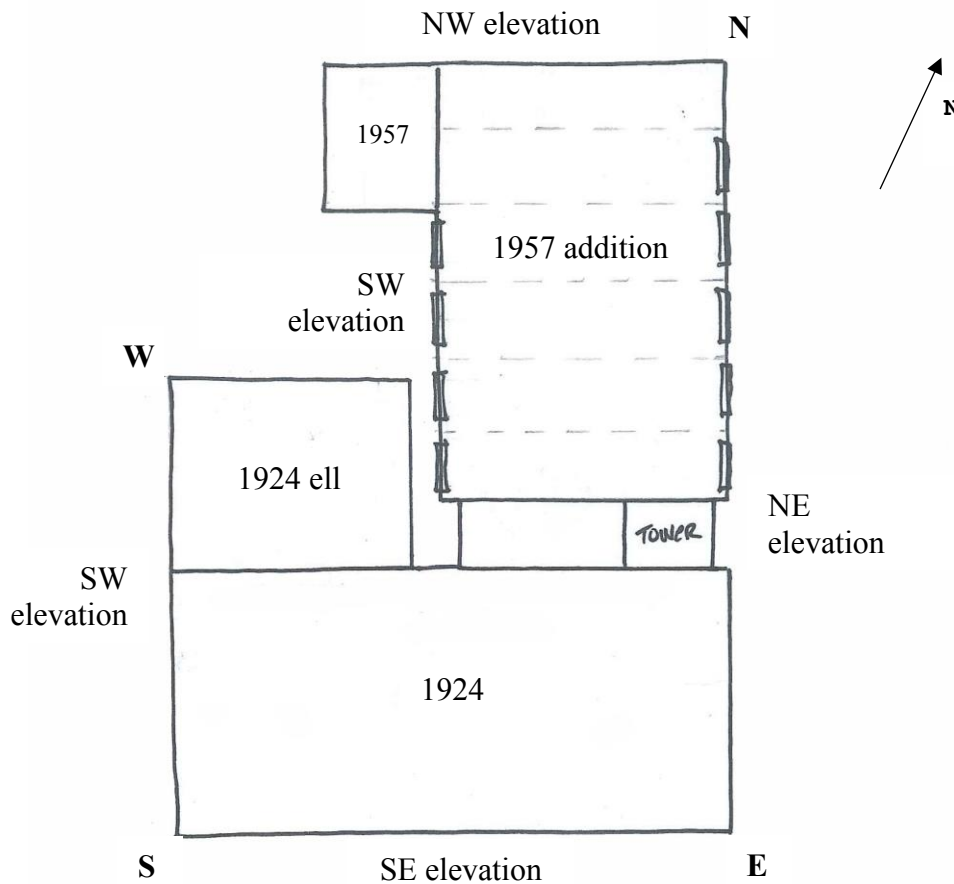 NW elevation
N
N
1957
1957 addition
SW
elevation
W
1924 ell
TOWER
NE
elevation
SW
elevation
1924
S
SE elevation
E